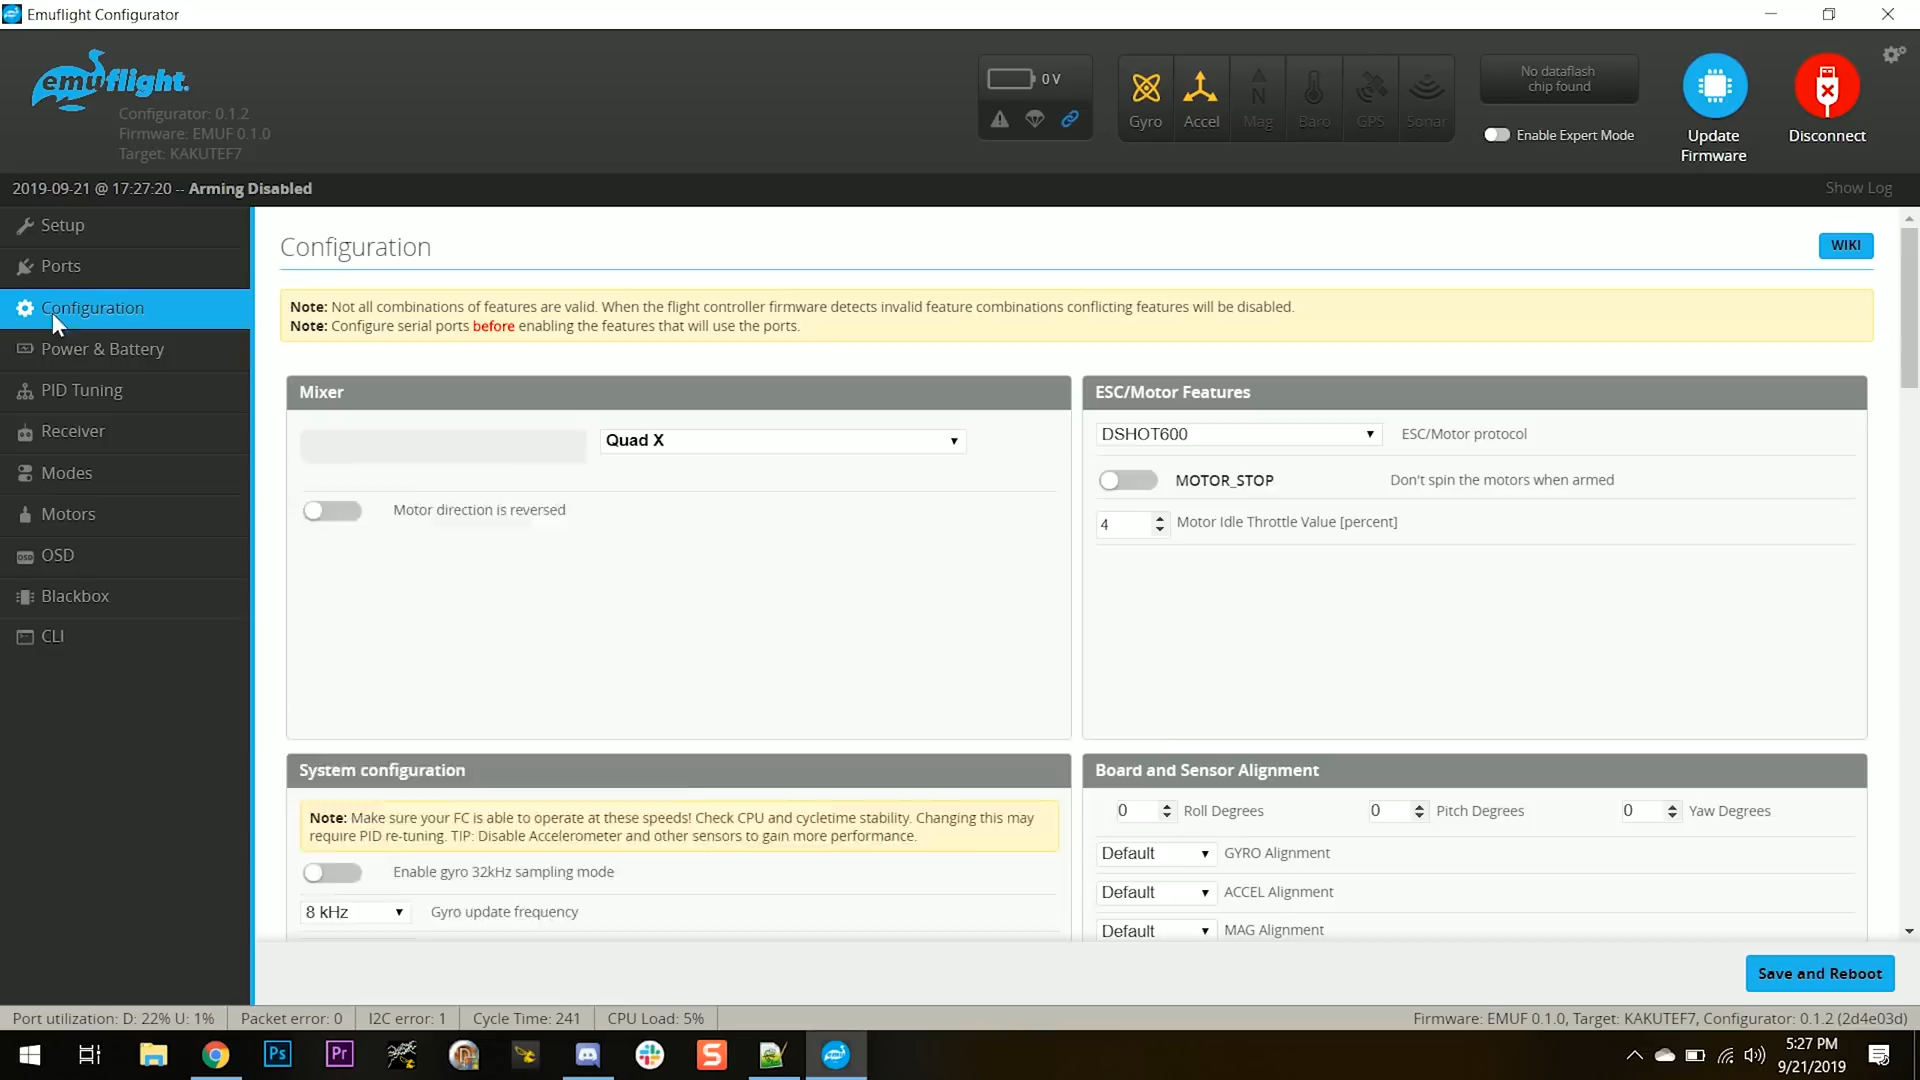 Emuflight Configurator
emuflight.
Configurator: 0.1.2
Firmware: EMUF 0.1.0
Target: KAKUTEF7
0 V
Gyro
Accel
Mag
Baro
GPS
Sonar
No dataflash
chip found
Enable Expert Mode
Update
Firmware
Disconnect
2019-09-21 @ 17:27:20 -- Arming Disabled
Show Log
Setup
Ports
Configuration
Power & Battery
PID Tuning
Receiver
Modes
Motors
OSD
Blackbox
CLI
Configuration
WIKI
Note: Not all combinations of features are valid. When the flight controller firmware detects invalid feature combinations conflicting features will be disabled.
Note: Configure serial ports before enabling the features that will use the ports.
Mixer
Quad X
Motor direction is reversed
ESC/Motor Features
DSHOT600
ESC/Motor protocol
MOTOR_STOP
Don't spin the motors when armed
4
Motor Idle Throttle Value [percent]
System configuration
Note: Make sure your FC is able to operate at these speeds! Check CPU and cycletime stability. Changing this may
require PID re-tuning. TIP: Disable Accelerometer and other sensors to gain more performance.
Enable gyro 32kHz sampling mode
8 kHz
Gyro update frequency
Board and Sensor Alignment
0
Roll Degrees
0
Pitch Degrees
0
Yaw Degrees
Default
GYRO Alignment
Default
ACCEL Alignment
Default
MAG Alignment
Save and Reboot
Port utilization: D: 22% U: 1%
Packet error: 0
I2C error: 1
Cycle Time: 241
CPU Load: 5%
Firmware: EMUF 0.1.0, Target: KAKUTEF7, Configurator: 0.1.2 (2d4e03d)
Ps
Pr
S
5:27 PM
9/21/2019